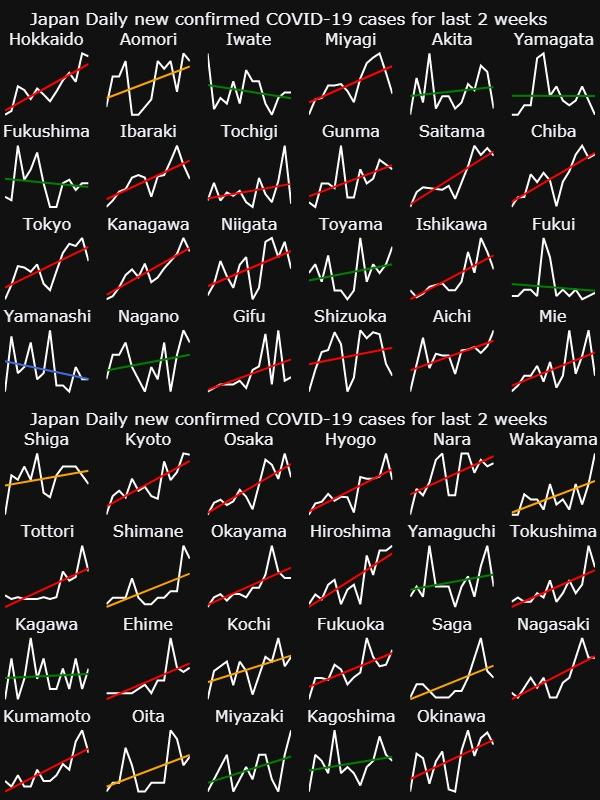 Japan Daily new confirmed COVID-19 cases for last 2 weeks
Hokkaido Aomori Iwate Miyagi Akita Yamagata
Fukushima Ibaraki Tochigi Gunma Saitama Chiba
Tokyo Kanagawa Niigata Toyama Ishikawa Fukui
Yamanashi Nagano Gifu Shizuoka Aichi Mie
Japan Daily new confirmed COVID-19 cases for last 2 weeks
Shiga Kyoto Osaka Hyogo Nara Wakayama
Tottori Shimane Okayama Hiroshima Yamaguchi Tokushima
Kagawa Ehime Kochi Fukuoka Saga Nagasaki
Kumamoto Oita Miyazaki Kagoshima Okinawa